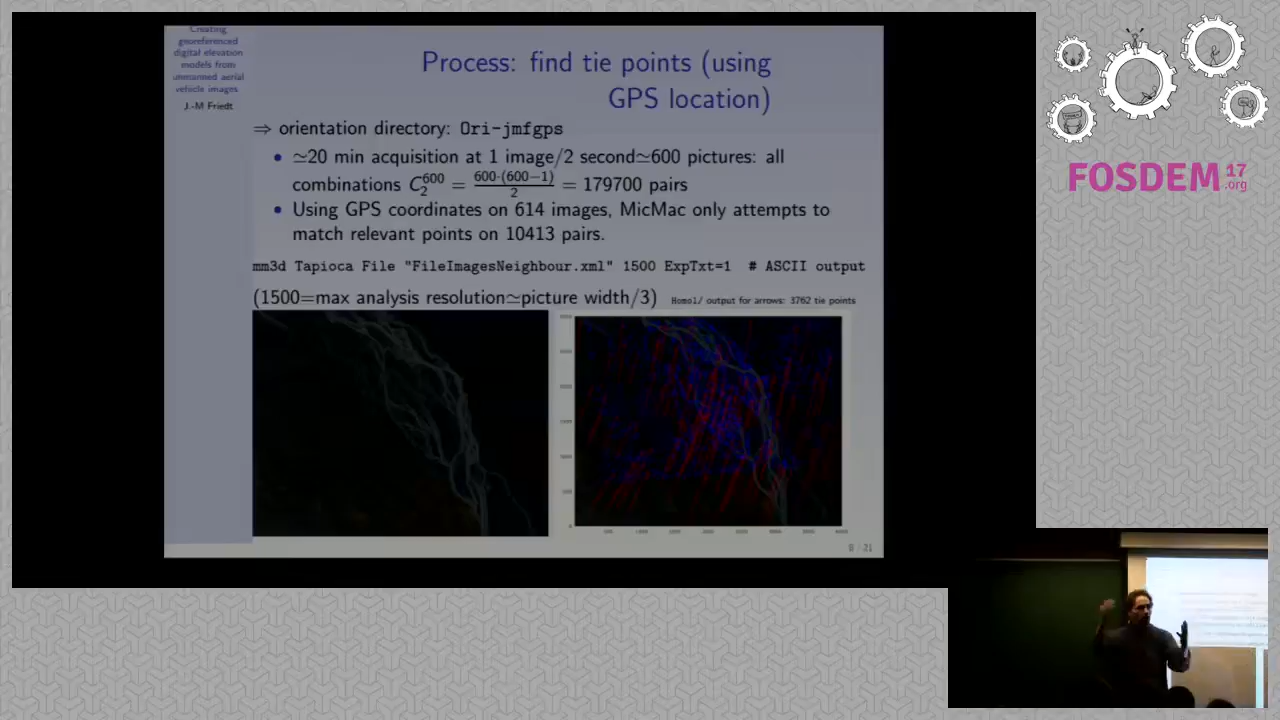 Creating
georeferenced
digital elevation
models from
unmanned aerial
vehicle images
J.-M Friedt
Process: find tie points (using
GPS location)
⇒ orientation directory: Ori-jmfgps
• ≃20 min acquisition at 1 image/2 second≃600 pictures: all
combinations C₂⁶⁰⁰ = 600·(600−1)/2 = 179700 pairs
• Using GPS coordinates on 614 images, MicMac only attempts to
match relevant points on 10413 pairs.
mm3d Tapioca File "FileImagesNeighbour.xml" 1500 ExpTxt=1 # ASCII output
(1500=max analysis resolution≃picture width/3) Homol/ output for arrows: 3762 tie points
8 / 21
FOSDEM 17
.org